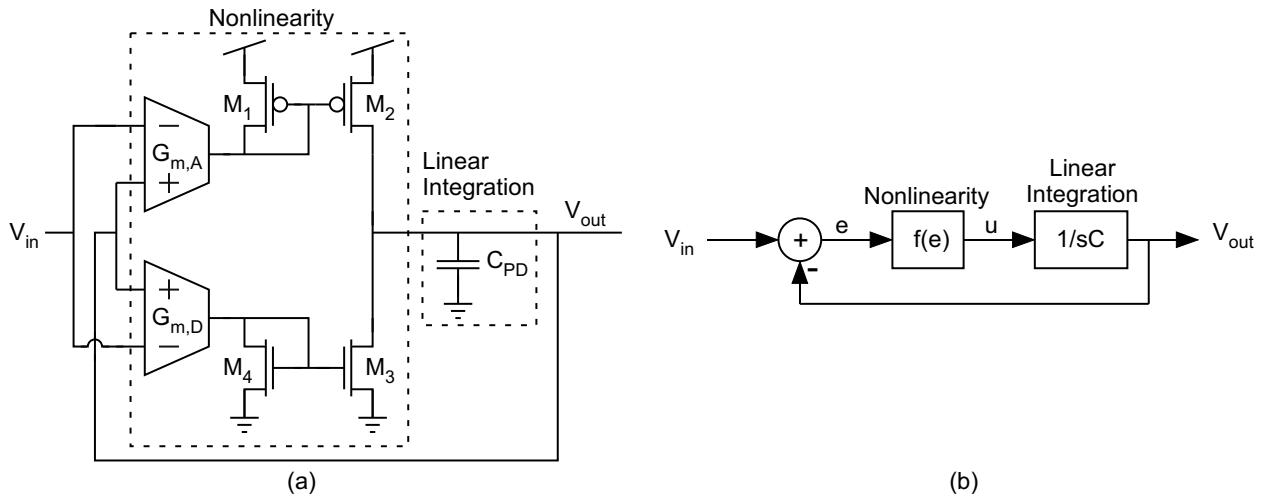 Nonlinearity
M1
M2
−
Gm,A
+
Linear
Integration
Vin
Vout
CPD
+
Gm,D
−
M4
M3
(a)
Nonlinearity
Linear
Integration
Vin
+
e
f(e)
u
1/sC
Vout
-
(b)